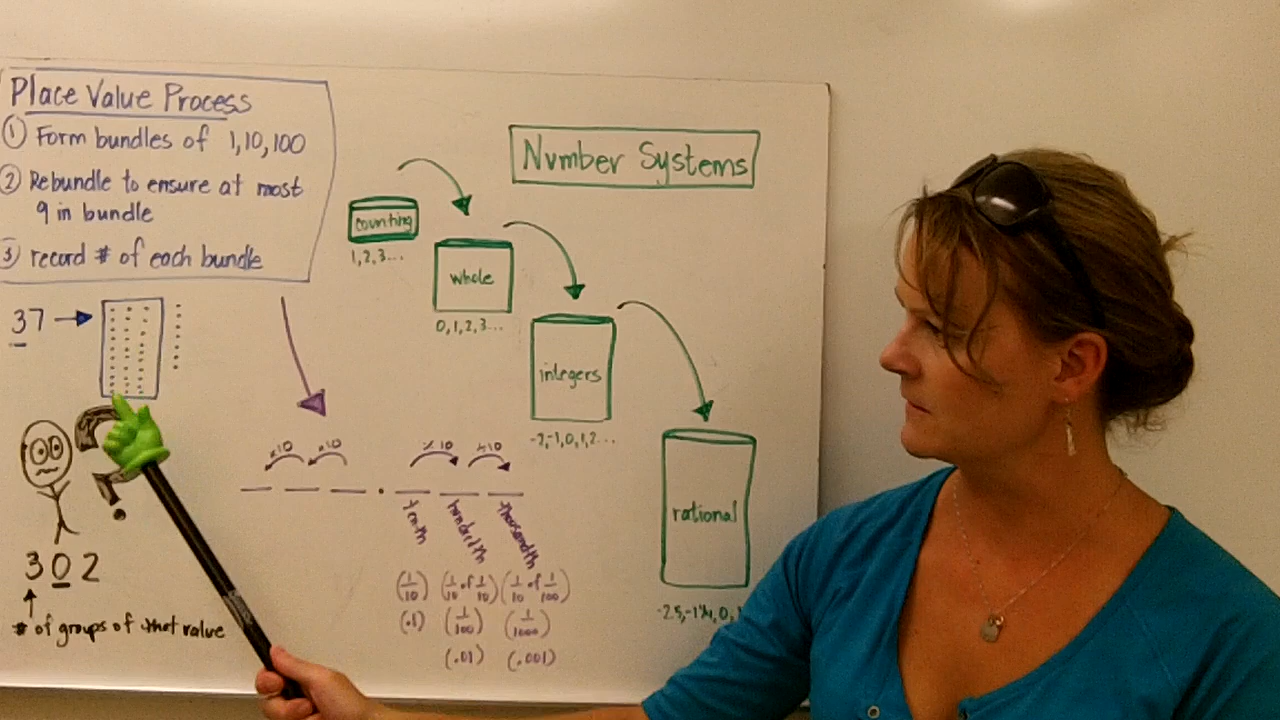 Place Value Process
① Form bundles of 1,10,100
② Rebundle to ensure at most
9 in bundle
③ record # of each bundle
37
302
# of groups of that value
Number Systems
counting
1,2,3...
whole
0,1,2,3...
integers
-2,-1,0,1,2...
rational
x10 x10 ÷10 ÷10
tenth hundredth thousandth
(1/10) (1/10 of 1/10) (1/10 of 1/100)
(.1) (1/100) (1/1000)
(.01) (.001)